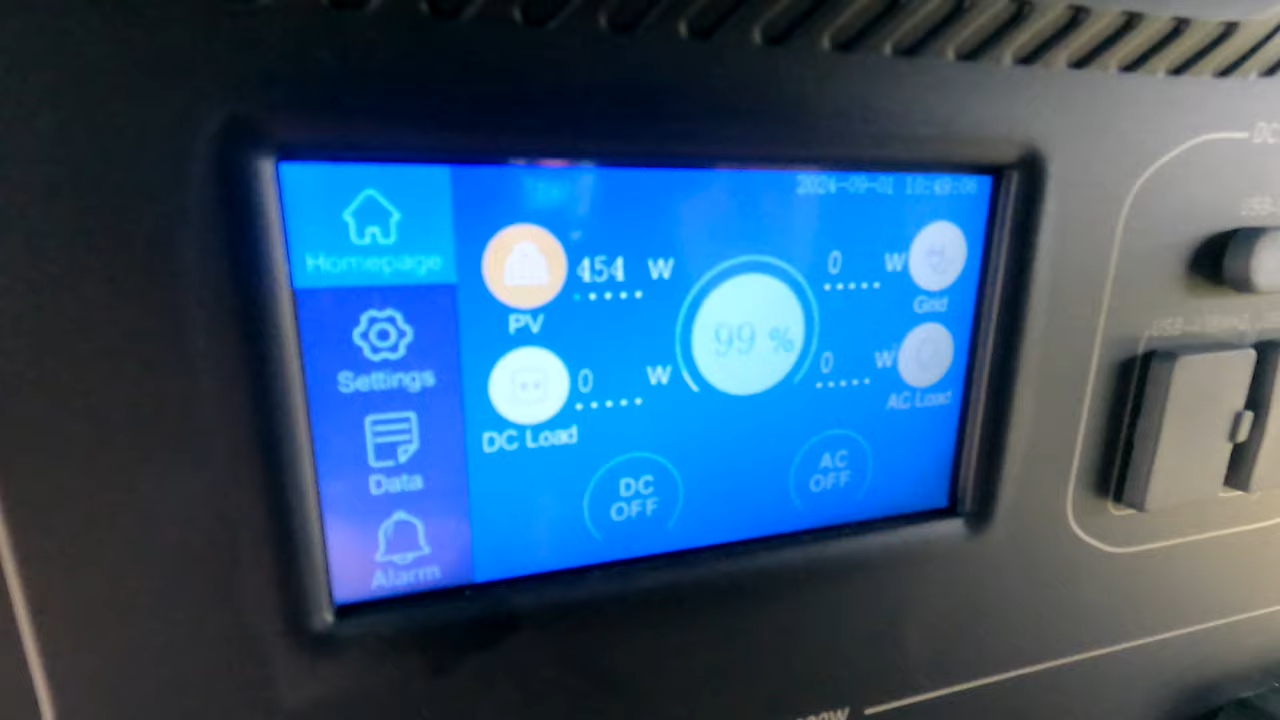 2024-09-01 10:49:06
Homepage
454 W
PV
0 W
Grid
99 %
Settings
0 W
DC Load
0 W
AC Load
Data
DC
OFF
AC
OFF
Alarm
DC